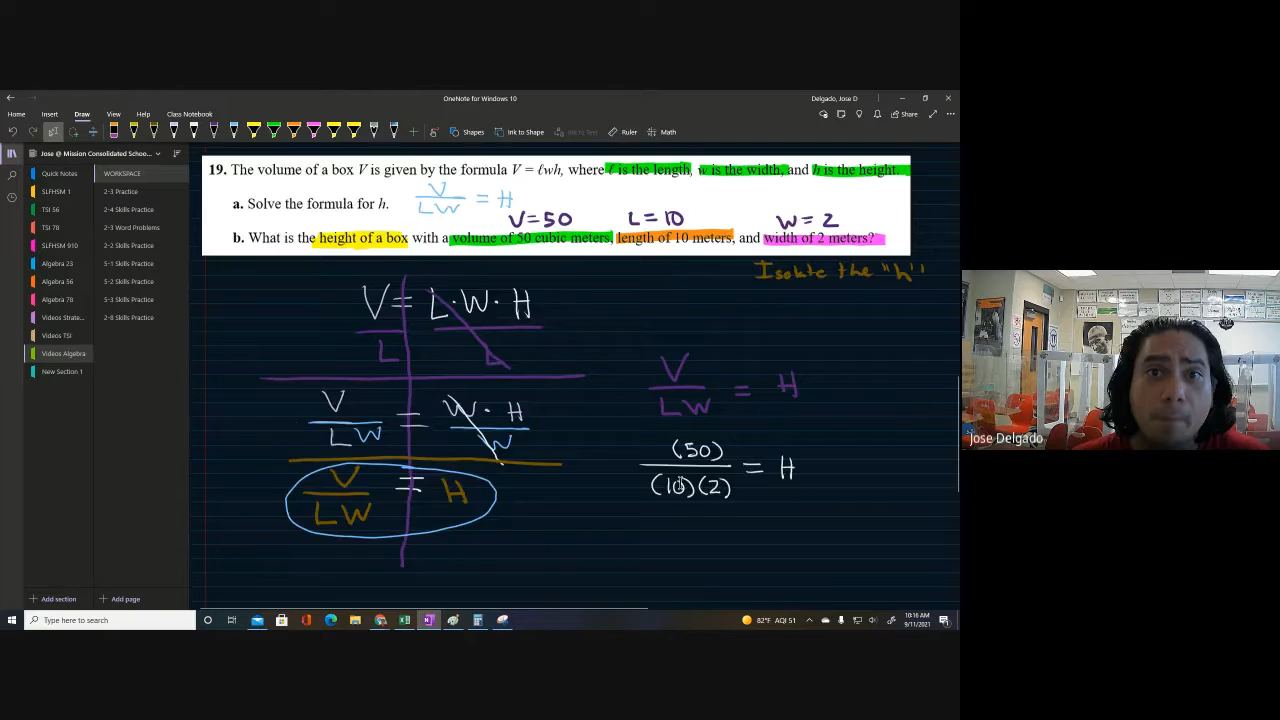 OneNote for Windows 10
Delgado, Jose D
Home Insert Draw View Help Class Notebook
Share
Shapes Ink to Shape Ink to Text Ruler Math
Jose @ Mission Consolidated Schoo...
WORKSPACE
Quick Notes
SLFHSM 1
TSI 56
TSI 78
SLFHSM 910
Algebra 23
Algebra 56
Algebra 78
Videos Strate...
Videos TSI
Videos Algebra
New Section 1
2-3 Practice
2-4 Skills Practice
2-3 Word Problems
2-2 Skills Practice
5-1 Skills Practice
5-2 Skills Practice
5-3 Skills Practice
2-8 Skills Practice
19. The volume of a box V is given by the formula V = ℓwh, where ℓ is the length, w is the width, and h is the height.
a. Solve the formula for h.
V/LW = H
V=50 L=10 W=2
b. What is the height of a box with a volume of 50 cubic meters, length of 10 meters, and width of 2 meters?
Isolate the "h"
V = L·W·H
L L
V/LW = W·H/W
V/LW = H
V/LW = H
(50)/(10)(2) = H
Jose Delgado
Add section
Add page
Type here to search
82°F AQI 51
10:16 AM
9/11/2021